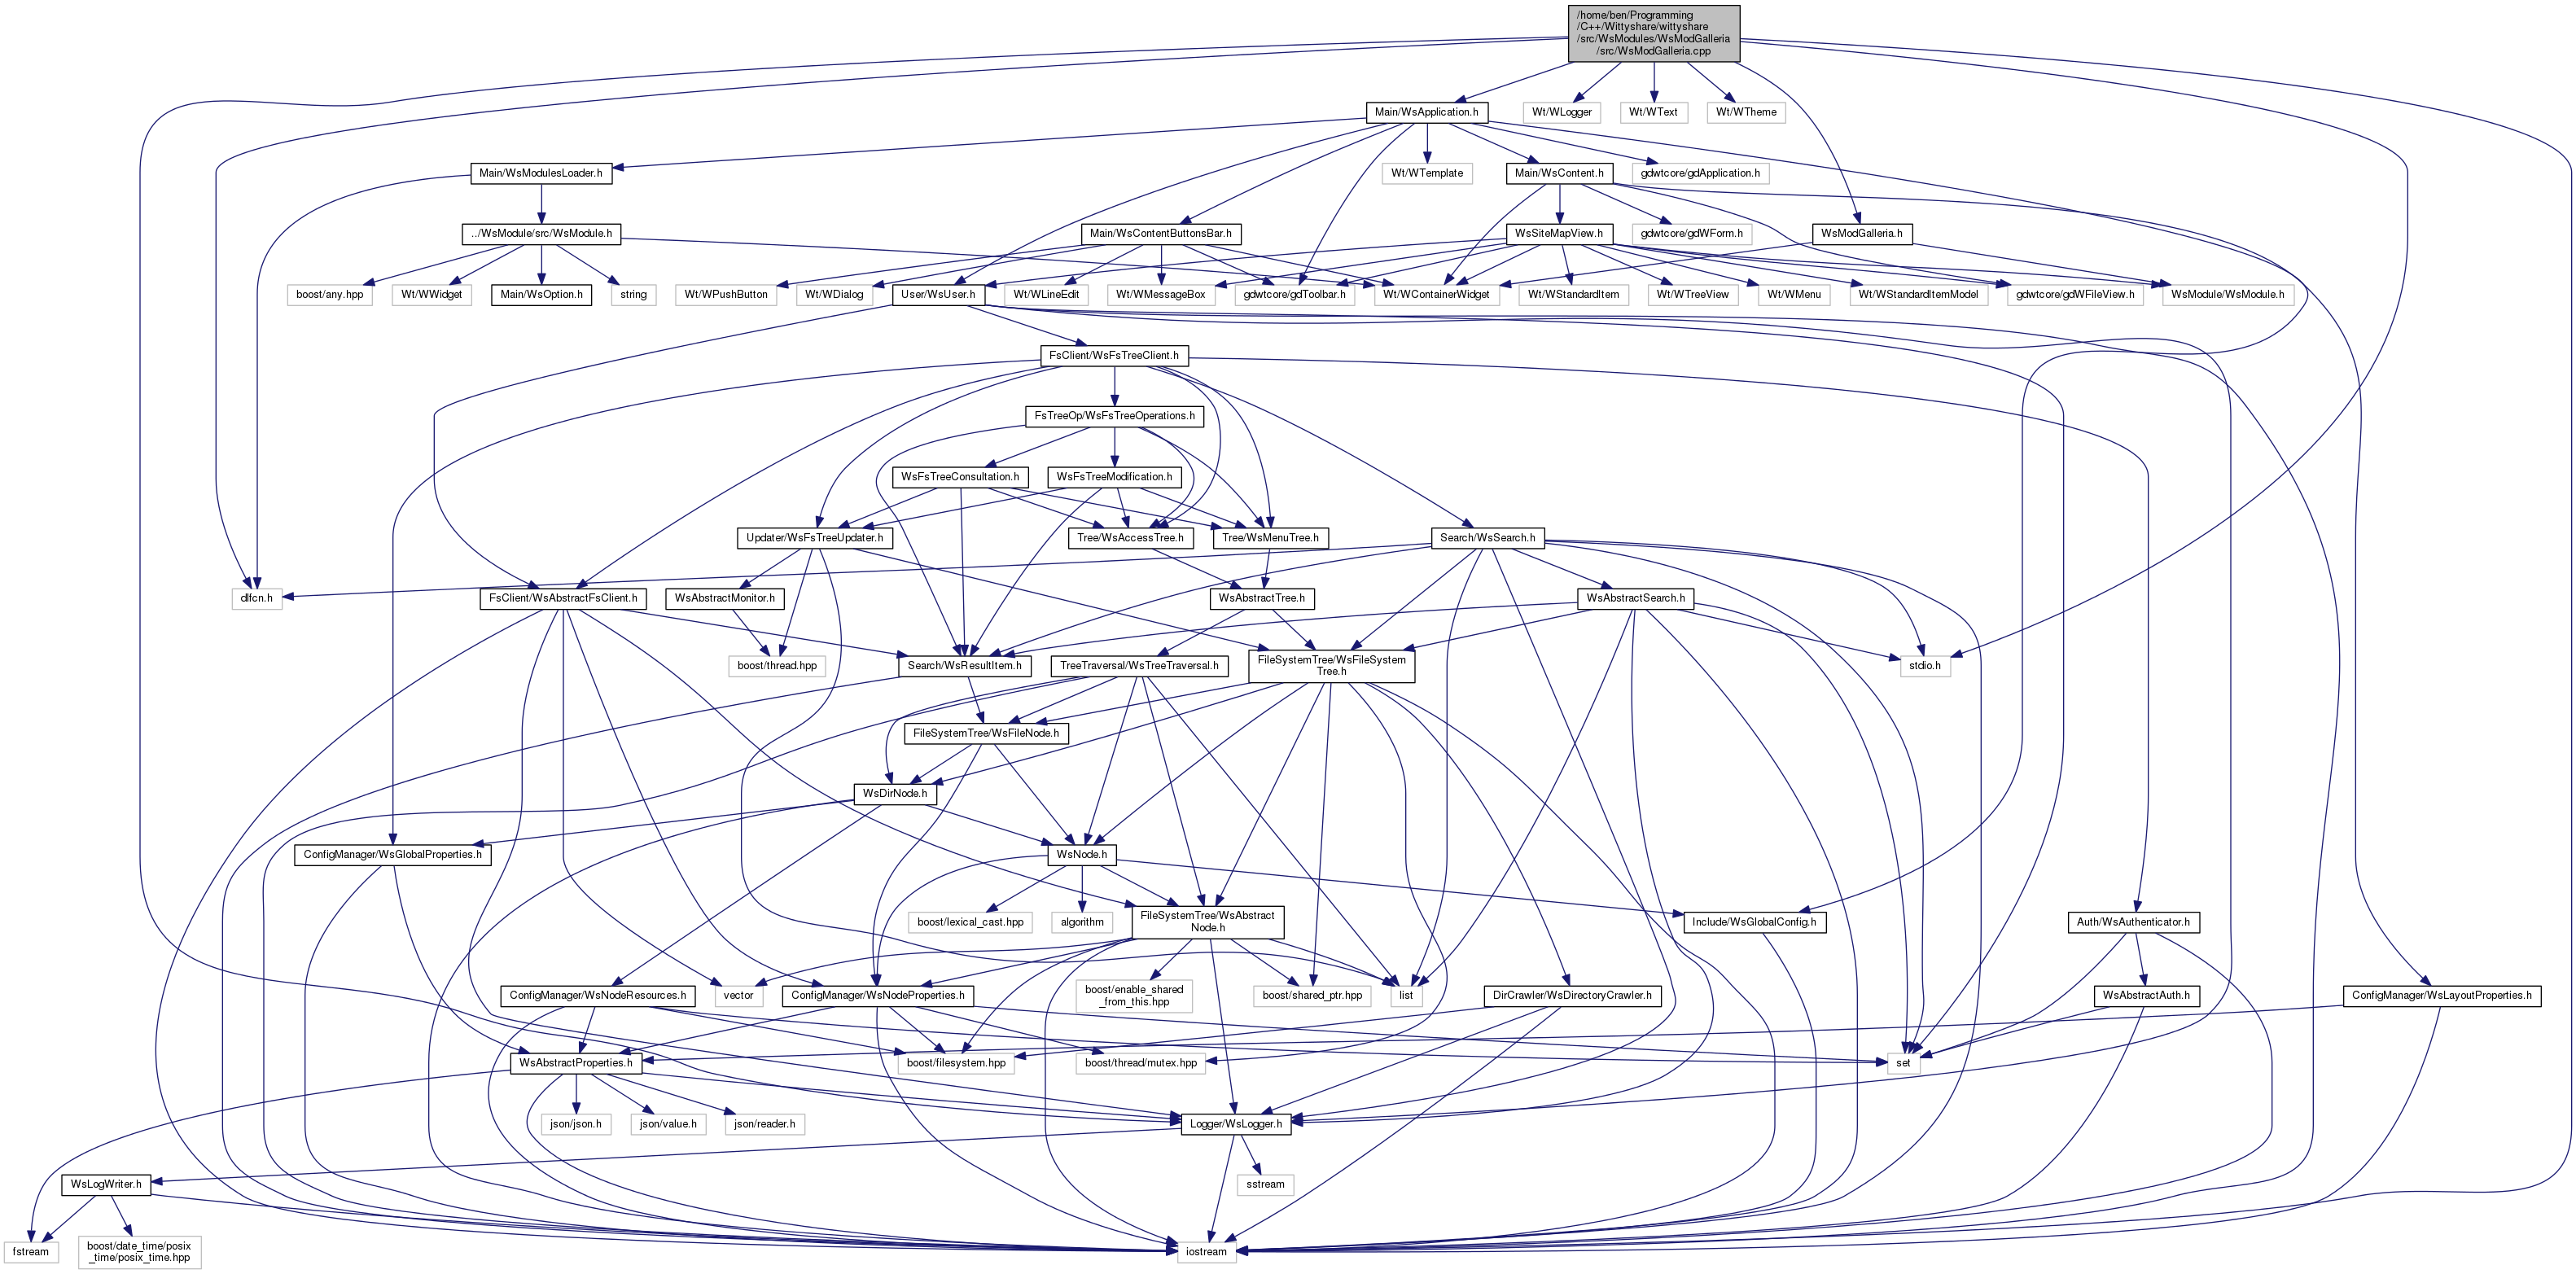 /home/ben/Programming
/C++/Wittyshare/wittyshare
/src/WsModules/WsModGalleria
/src/WsModGalleria.cpp
Main/WsApplication.h
Wt/WLogger
Wt/WText
Wt/WTheme
Main/WsModulesLoader.h
Wt/WTemplate
Main/WsContent.h
gdwtcore/gdApplication.h
../WsModule/src/WsModule.h
Main/WsContentButtonsBar.h
WsSiteMapView.h
gdwtcore/gdWForm.h
WsModGalleria.h
boost/any.hpp
Wt/WWidget
Main/WsOption.h
string
Wt/WPushButton
Wt/WDialog
User/WsUser.h
Wt/WLineEdit
Wt/WMessageBox
gdwtcore/gdToolbar.h
Wt/WContainerWidget
Wt/WStandardItem
Wt/WTreeView
Wt/WMenu
Wt/WStandardItemModel
gdwtcore/gdWFileView.h
WsModule/WsModule.h
FsClient/WsFsTreeClient.h
FsTreeOp/WsFsTreeOperations.h
WsFsTreeConsultation.h
WsFsTreeModification.h
Updater/WsFsTreeUpdater.h
Tree/WsAccessTree.h
Tree/WsMenuTree.h
Search/WsSearch.h
dlfcn.h
FsClient/WsAbstractFsClient.h
WsAbstractMonitor.h
WsAbstractTree.h
WsAbstractSearch.h
boost/thread.hpp
Search/WsResultItem.h
TreeTraversal/WsTreeTraversal.h
FileSystemTree/WsFileSystem
Tree.h
stdio.h
FileSystemTree/WsFileNode.h
WsDirNode.h
ConfigManager/WsGlobalProperties.h
WsNode.h
boost/lexical_cast.hpp
algorithm
FileSystemTree/WsAbstract
Node.h
Include/WsGlobalConfig.h
Auth/WsAuthenticator.h
ConfigManager/WsNodeResources.h
vector
ConfigManager/WsNodeProperties.h
boost/enable_shared
_from_this.hpp
boost/shared_ptr.hpp
list
DirCrawler/WsDirectoryCrawler.h
WsAbstractAuth.h
ConfigManager/WsLayoutProperties.h
WsAbstractProperties.h
boost/filesystem.hpp
boost/thread/mutex.hpp
set
json/json.h
json/value.h
json/reader.h
Logger/WsLogger.h
WsLogWriter.h
sstream
fstream
boost/date_time/posix
_time/posix_time.hpp
iostream